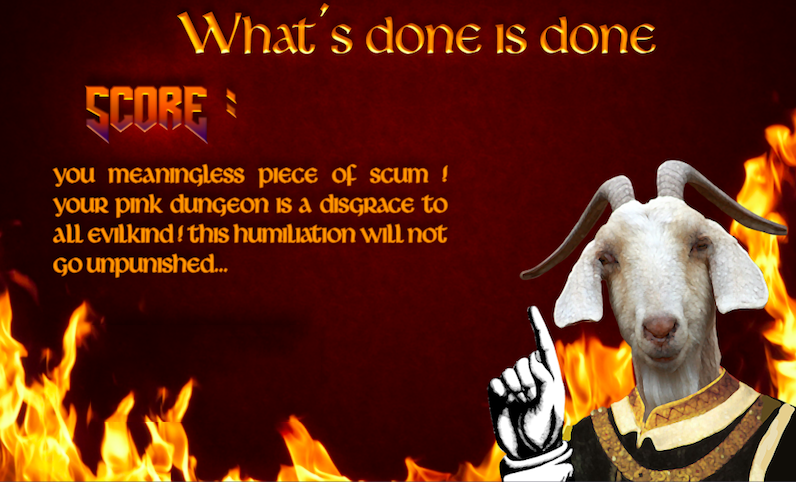 What's done is done
SCORE :
you meaningless piece of scum !
your pink dungeon is a disgrace to
all evilkind ! this humiliation will not
go unpunished...